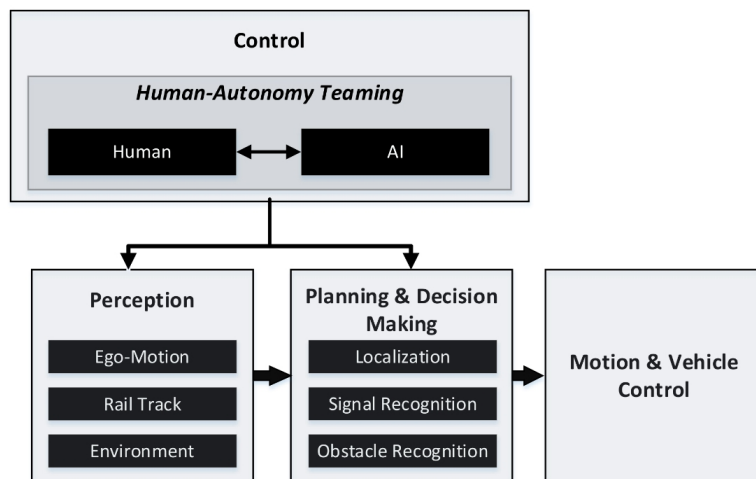 Control
Human-Autonomy Teaming
Human
AI
Perception
Ego-Motion
Rail Track
Environment
Planning & Decision
Making
Localization
Signal Recognition
Obstacle Recognition
Motion & Vehicle
Control